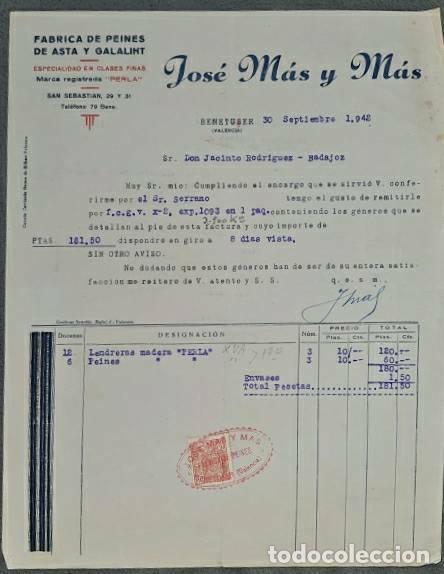 FABRICA DE PEINES
DE ASTA Y GALALIHT
ESPECIALIDAD EN CLASES FINAS
Marca registrada "PERLA"
SAN SEBASTIAN, 29 Y 31
Teléfono 79 Bene.
José Más y Más
BENETUSER 30 Septiembre 1.942
(VALENCIA)
Sr. Don Jacinto Rodriguez - Badajoz
Muy Sr. mio: Cumpliendo el encargo que se sirvió V. confe-
rirme por el Sr. Serrano tengo el gusto de remitirle
por f.c.g.v. x-8, exp.1093 en 1 paq. conteniendo los géneros que se
detallan al pie de esta factura y cuyo importe de
PTAS. 181,50 dispondre en giro a 8 dias vista.
SIN OTRO AVISO.
No dudando que estos géneros han de ser de su entera satis-
facción me reitero de V. atento y S. S. q.e.s.m.
Docenas DESIGNACIÓN Núm. PRECIO TOTAL
Ptas. Cts. Ptas. Cts.
12 Lendreras madera "PERLA" 3 10/-- 120.--
6 Peines " " 3 10/-- 60.--
180.--
Envases 1,50
Total pesetas. 181,50
JOSE MAS Y MAS
PEINES
(Valencia)
todocoleccion.net